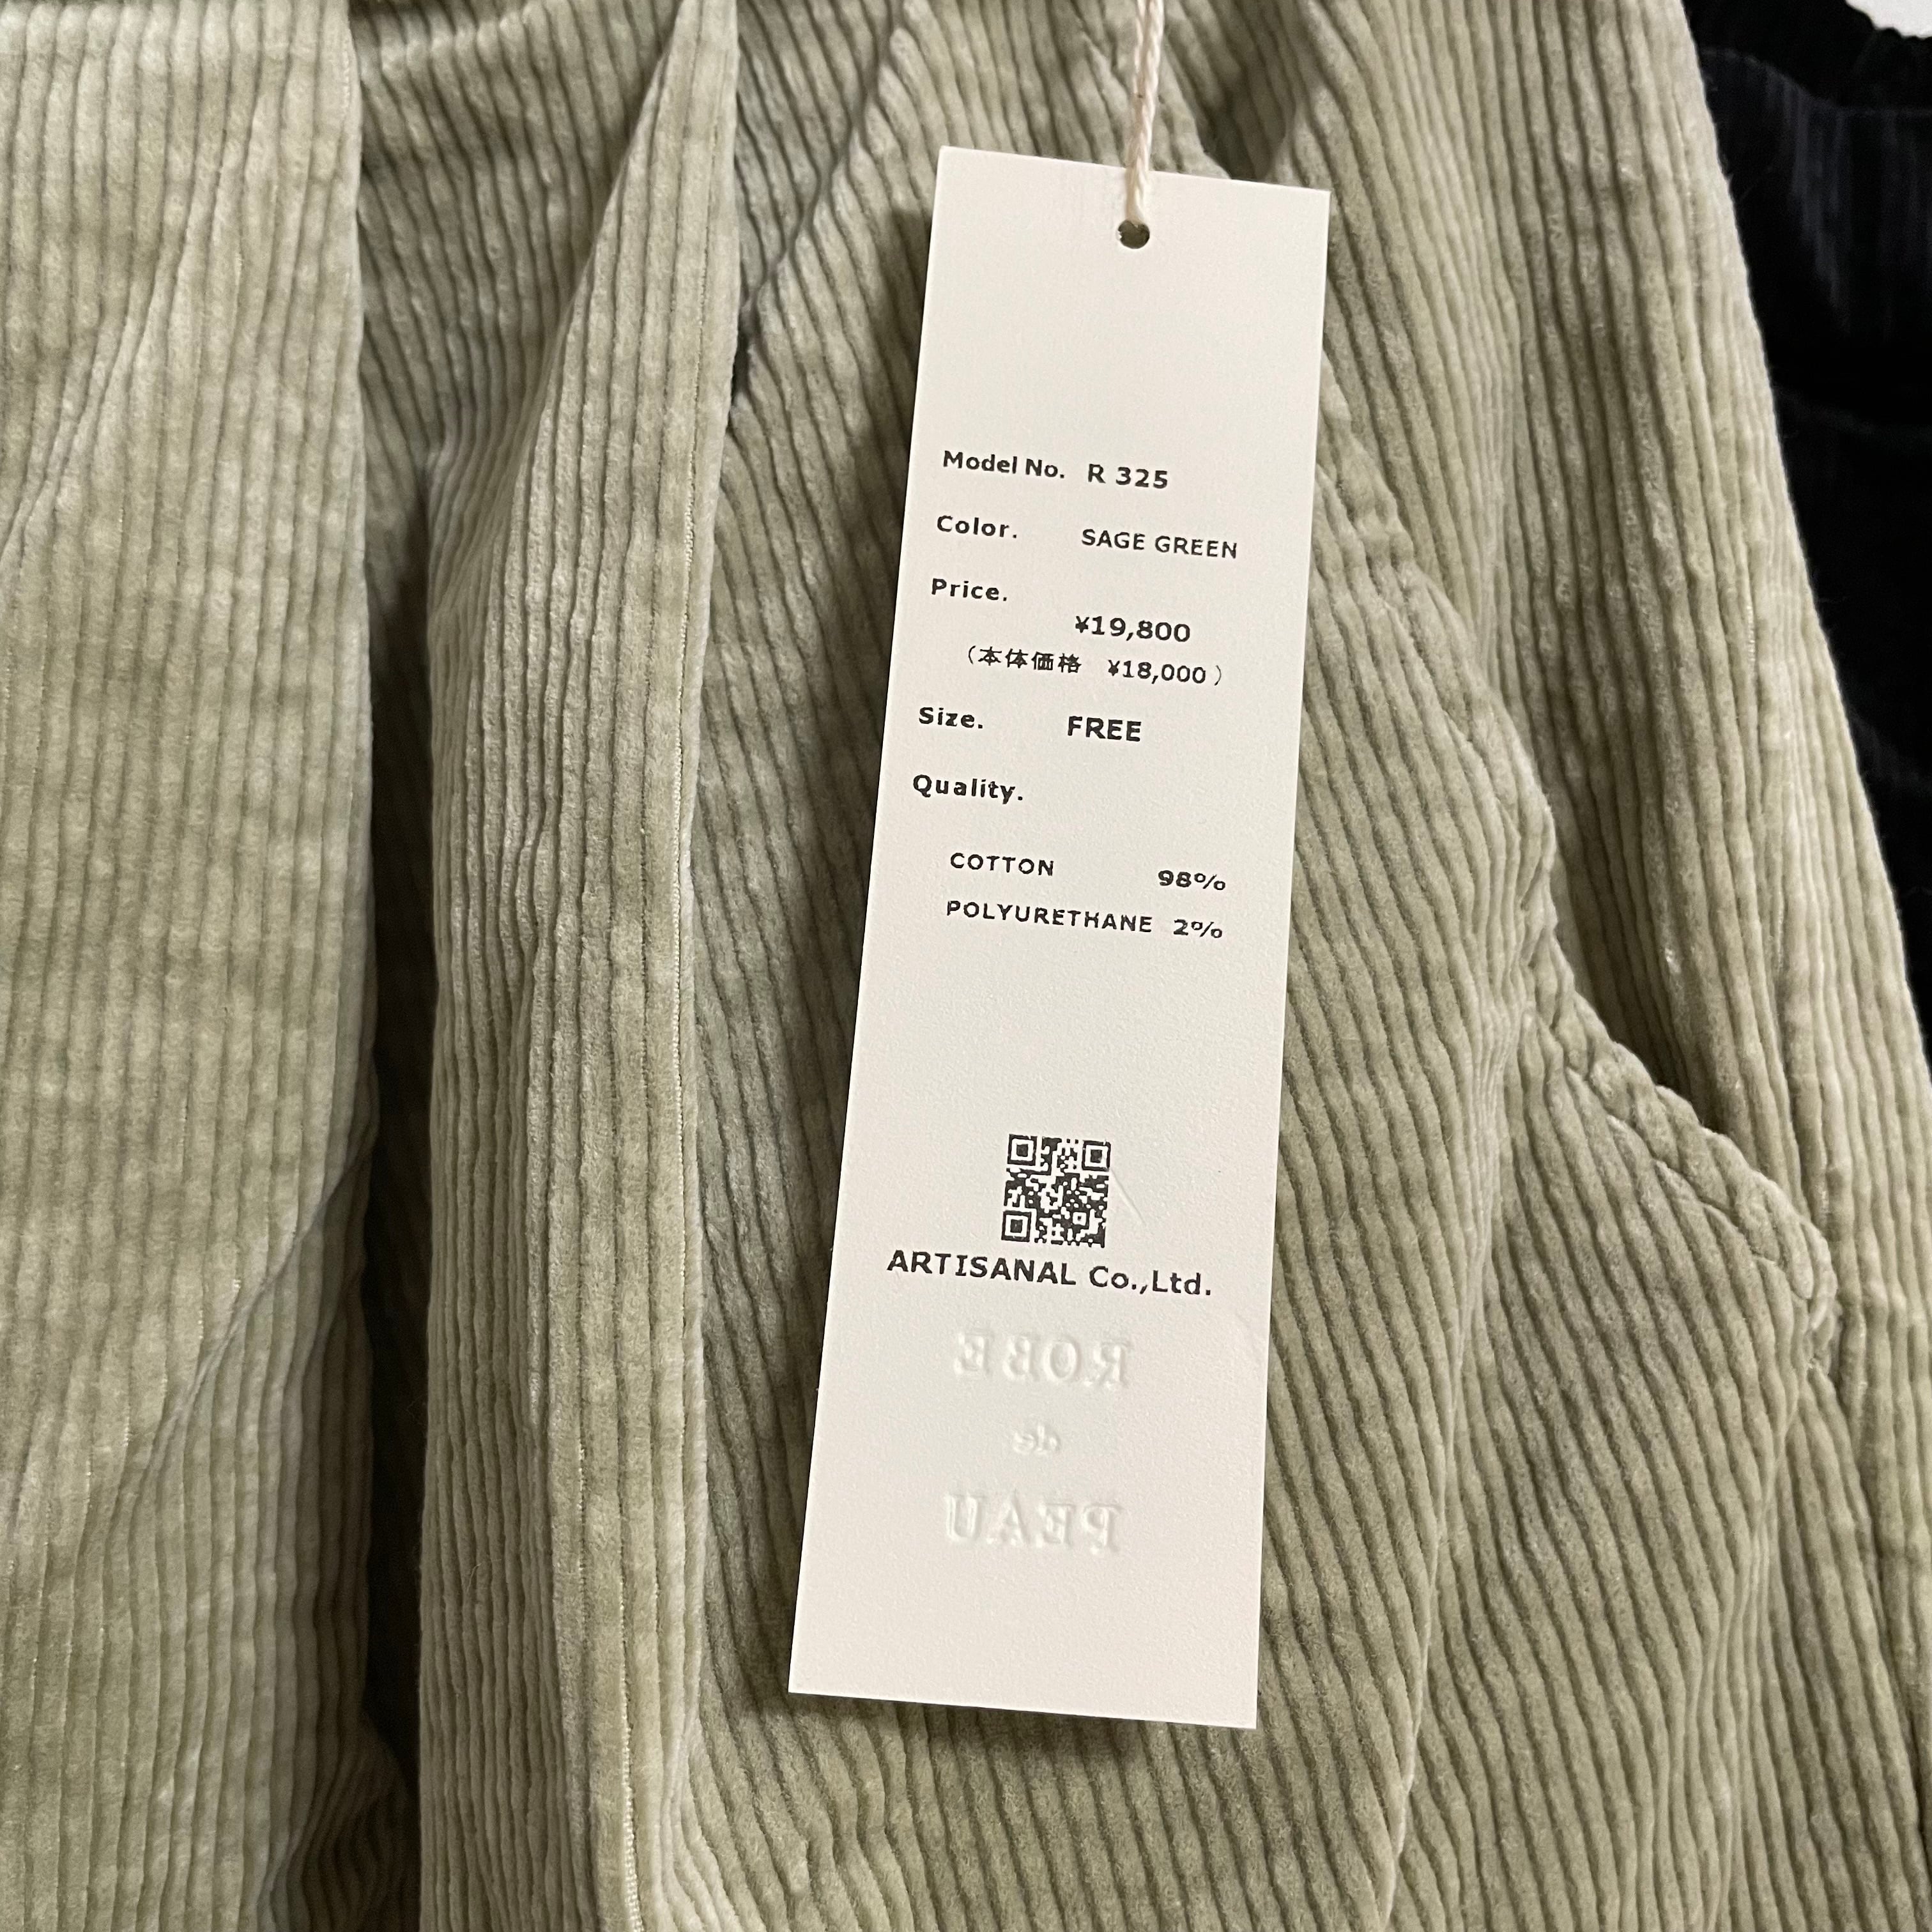 Model No. R 325
Color. SAGE GREEN
Price.
¥19,800
（本体価格 ¥18,000）
Size. FREE
Quality.
COTTON 98%
POLYURETHANE 2%
ARTISANAL Co.,Ltd.
ROBE
de
PEAU